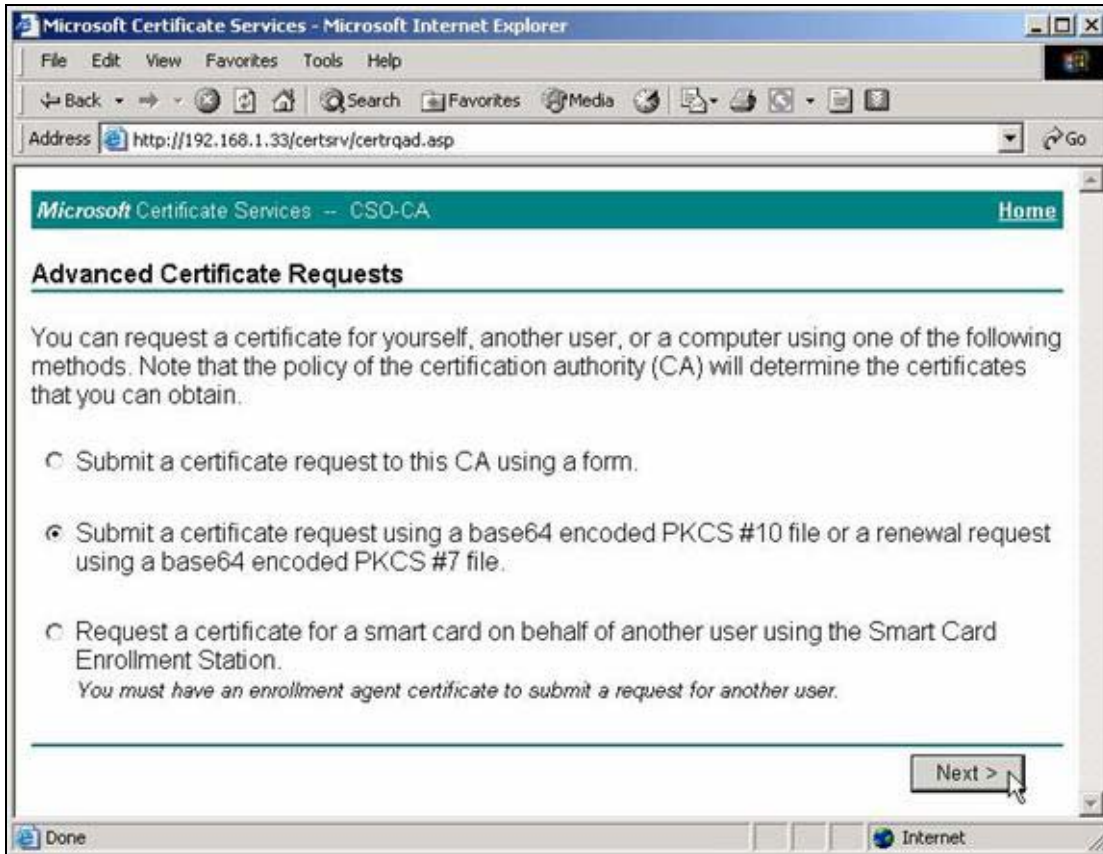 Microsoft Certificate Services - Microsoft Internet Explorer
File Edit View Favorites Tools Help
Back Search Favorites Media
Address http://192.168.1.33/certsrv/certrqad.asp Go
Microsoft Certificate Services -- CSO-CA Home
Advanced Certificate Requests
You can request a certificate for yourself, another user, or a computer using one of the following
methods. Note that the policy of the certification authority (CA) will determine the certificates
that you can obtain.
Submit a certificate request to this CA using a form.
Submit a certificate request using a base64 encoded PKCS #10 file or a renewal request
using a base64 encoded PKCS #7 file.
Request a certificate for a smart card on behalf of another user using the Smart Card
Enrollment Station.
You must have an enrollment agent certificate to submit a request for another user.
Next >
Done Internet